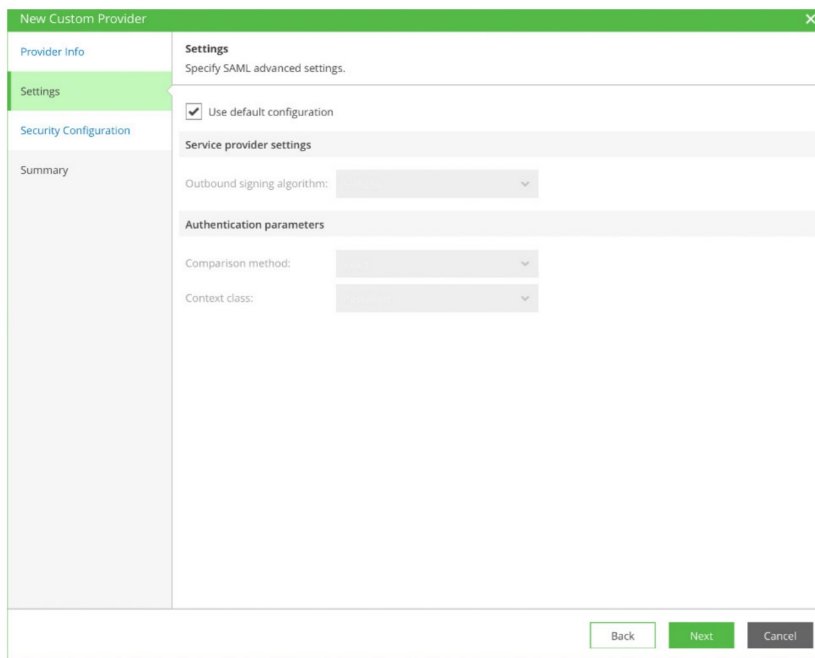 New Custom Provider
Provider Info
Settings
Security Configuration
Summary
Settings
Specify SAML advanced settings.
Use default configuration
Service provider settings
Outbound signing algorithm:
Authentication parameters
Comparison method:
Context class:
Back
Next
Cancel